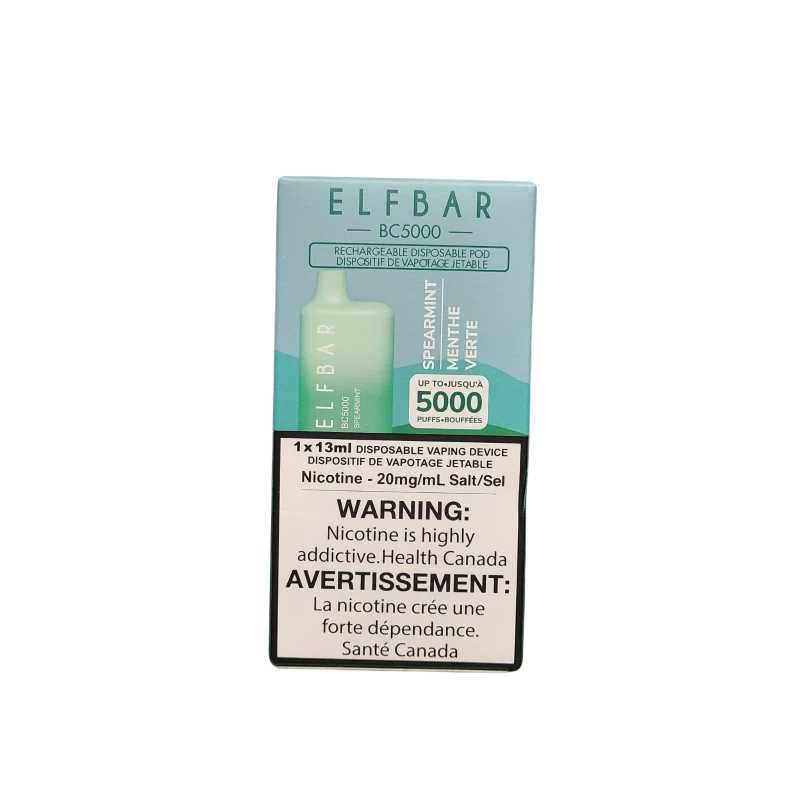 ELFBAR
BC5000
RECHARGEABLE DISPOSABLE POD
DISPOSITIF DE VAPOTAGE JETABLE
ELFBAR
BC5000
SPEARMINT
SPEARMINT
MENTHE
VERTE
UP TO•JUSQU'À
5000
PUFFS•BOUFFÉES
1 x 13ml DISPOSABLE VAPING DEVICE
DISPOSITIF DE VAPOTAGE JETABLE
Nicotine - 20mg/mL Salt/Sel
WARNING:
Nicotine is highly
addictive.Health Canada
AVERTISSEMENT:
La nicotine crée une
forte dépendance.
Santé Canada